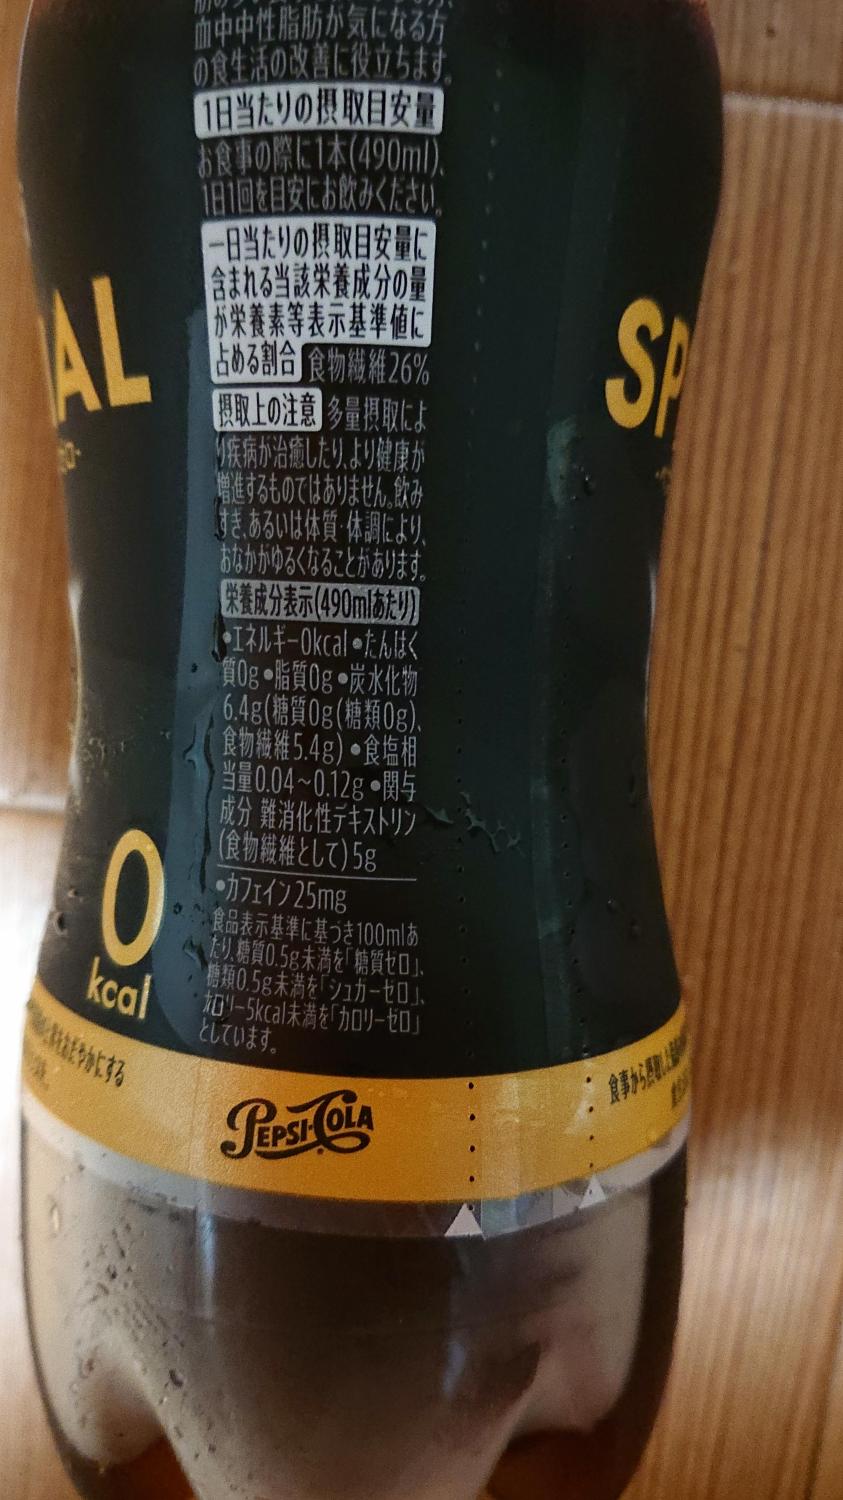 血中中性脂肪が気になる方
の食生活の改善に役立ちます。
1日当たりの摂取目安量
お食事の際に1本(490ml)、
1日1回を目安にお飲みください。
一日当たりの摂取目安量に
含まれる当該栄養成分の量
が栄養素等表示基準値に
占める割合 食物繊維26%
摂取上の注意 多量摂取によ
り疾病が治癒したり、より健康が
増進するものではありません。飲み
すぎ、あるいは体質・体調により、
おなかがゆるくなることがあります。
栄養成分表示(490mlあたり)
•エネルギー0kcal •たんぱく
質0g •脂質0g •炭水化物
6.4g(糖質0g(糖類0g)、
食物繊維5.4g) •食塩相
当量0.04~0.12g •関与
成分 難消化性デキストリン
(食物繊維として)5g
•カフェイン25mg
食品表示基準に基づき100mlあ
たり、糖質0.5g未満を「糖質ゼロ」、
糖類0.5g未満を「シュガーゼロ」、
カロリー5kcal未満を「カロリーゼロ」
としています。
IAL
SP
0
kcal
をおだやかにする
食事から摂取した
PEPSI-COLA